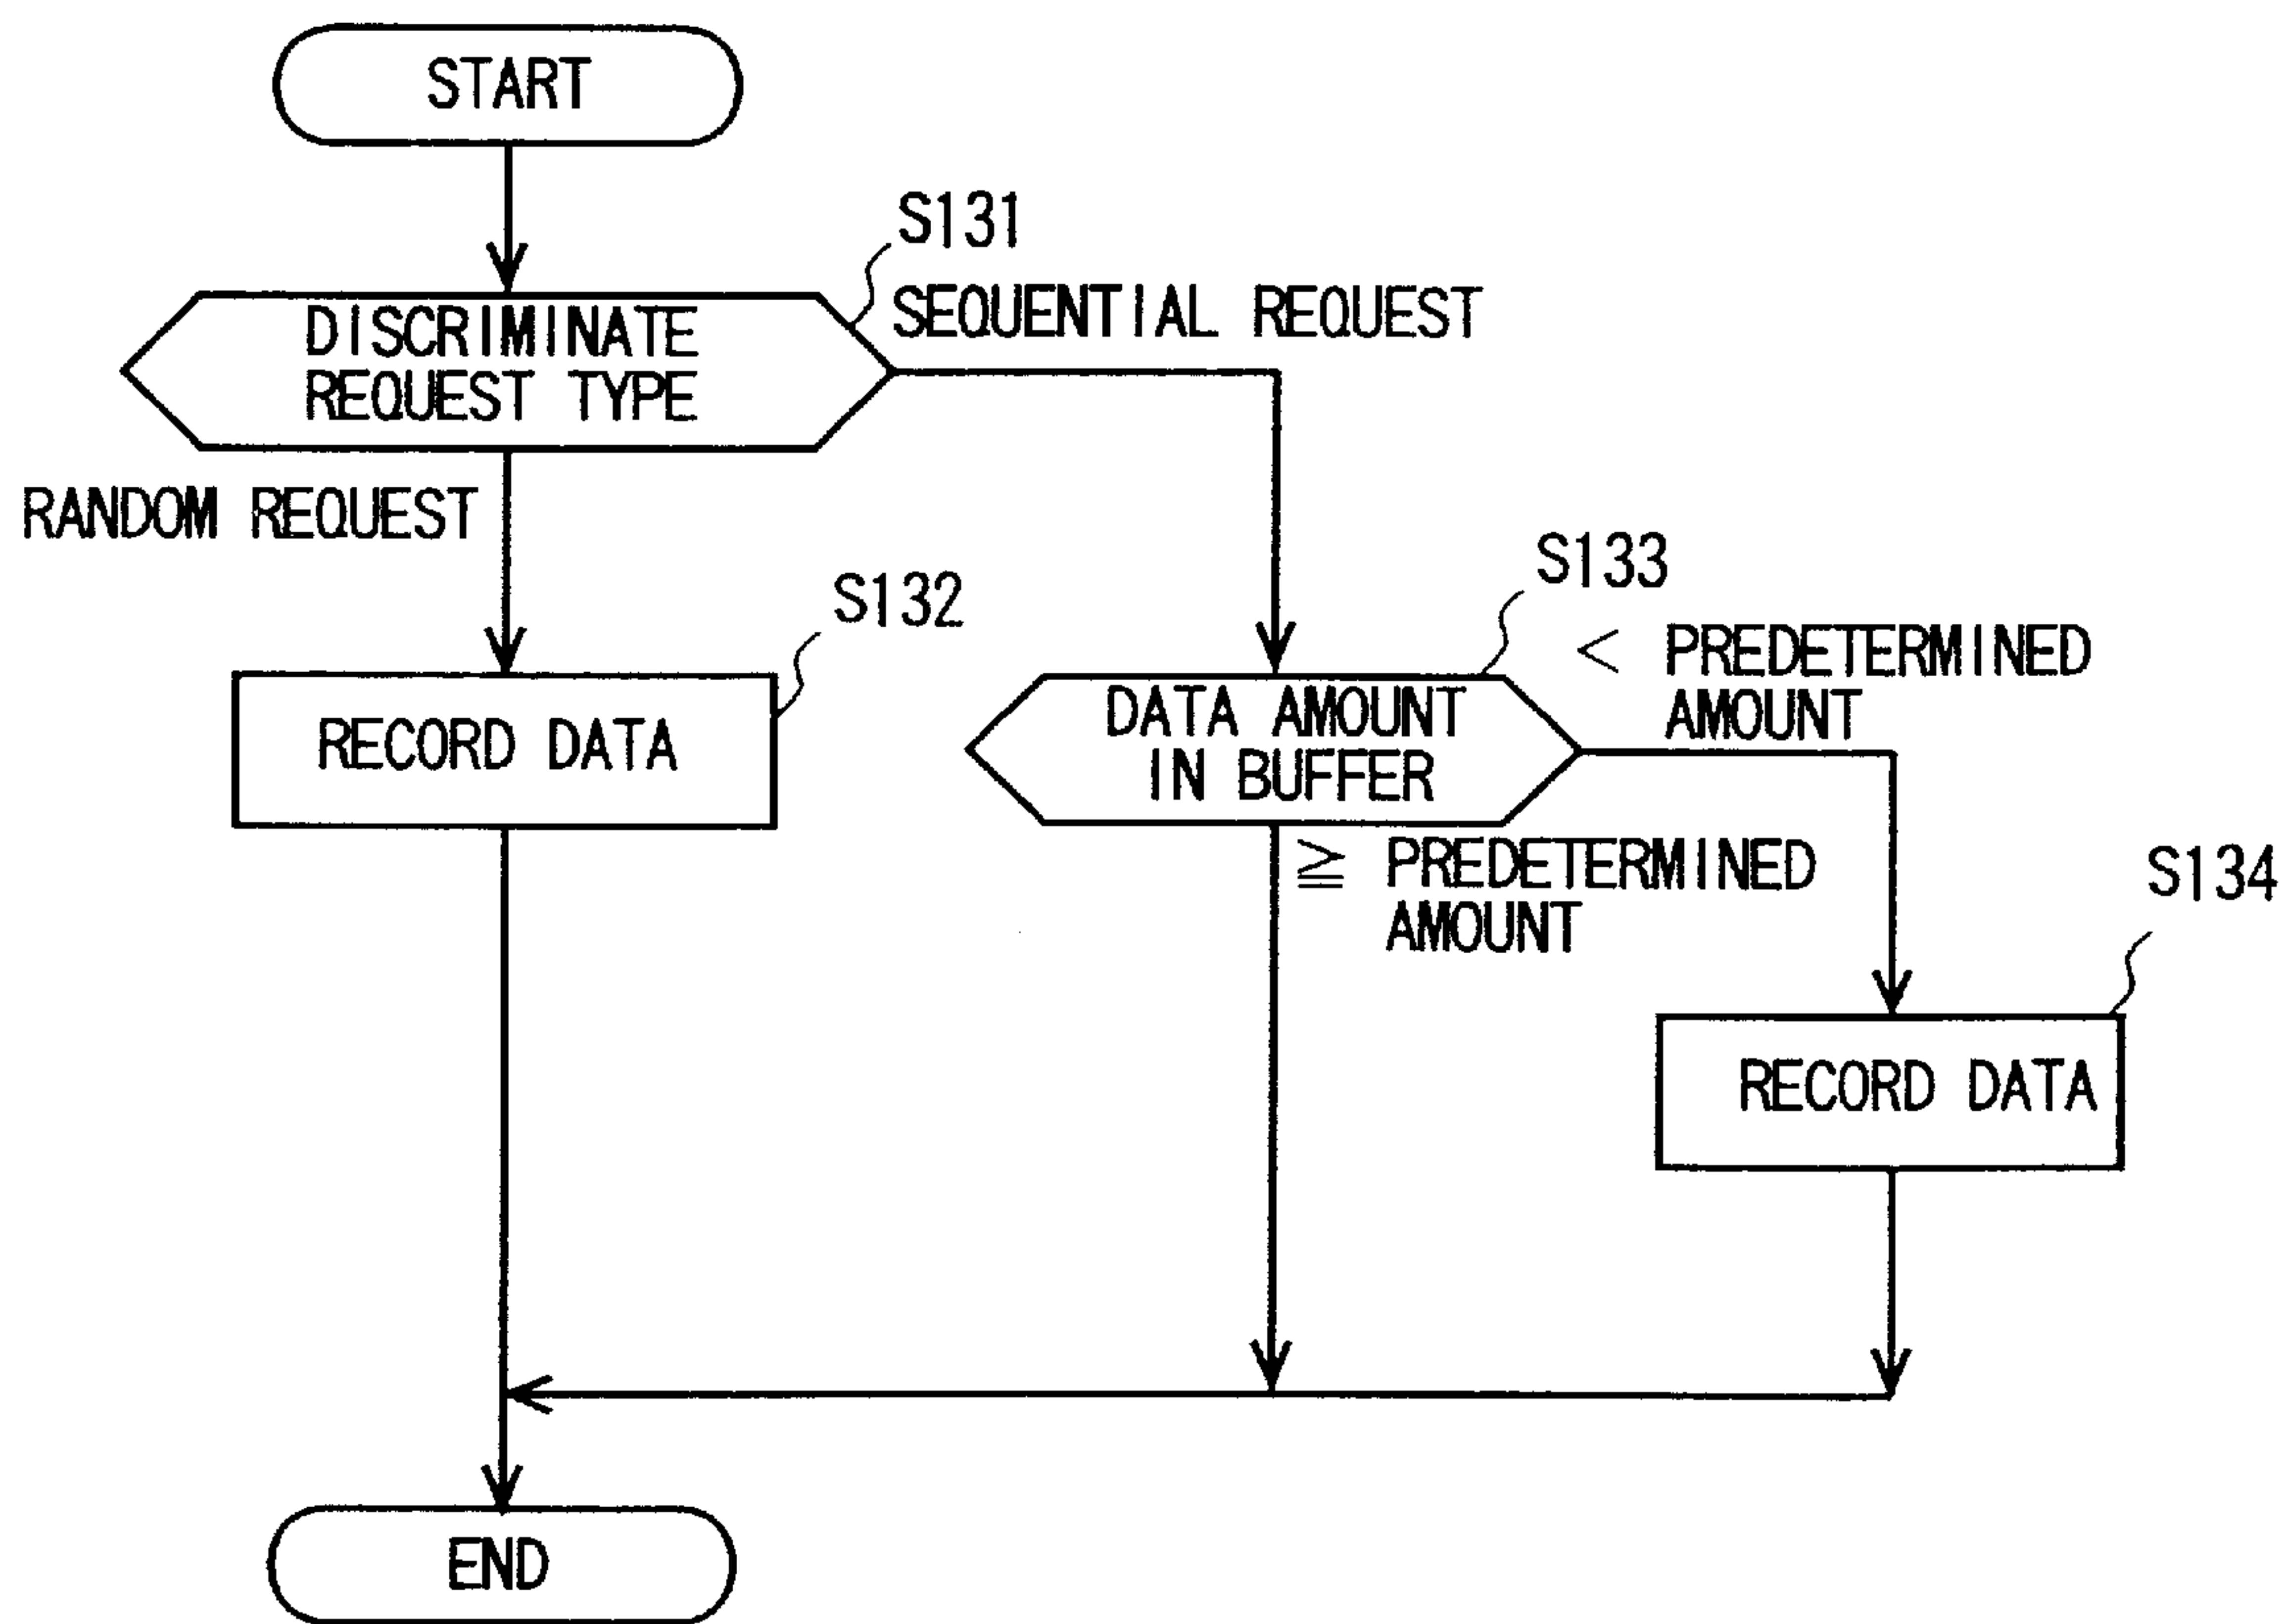 START
S131
DISCRIMINATE
REQUEST TYPE
SEQUENTIAL REQUEST
RANDOM REQUEST
S132
RECORD DATA
S133
< PREDETERMINED
AMOUNT
DATA AMOUNT
IN BUFFER
≧ PREDETERMINED
AMOUNT
S134
RECORD DATA
END